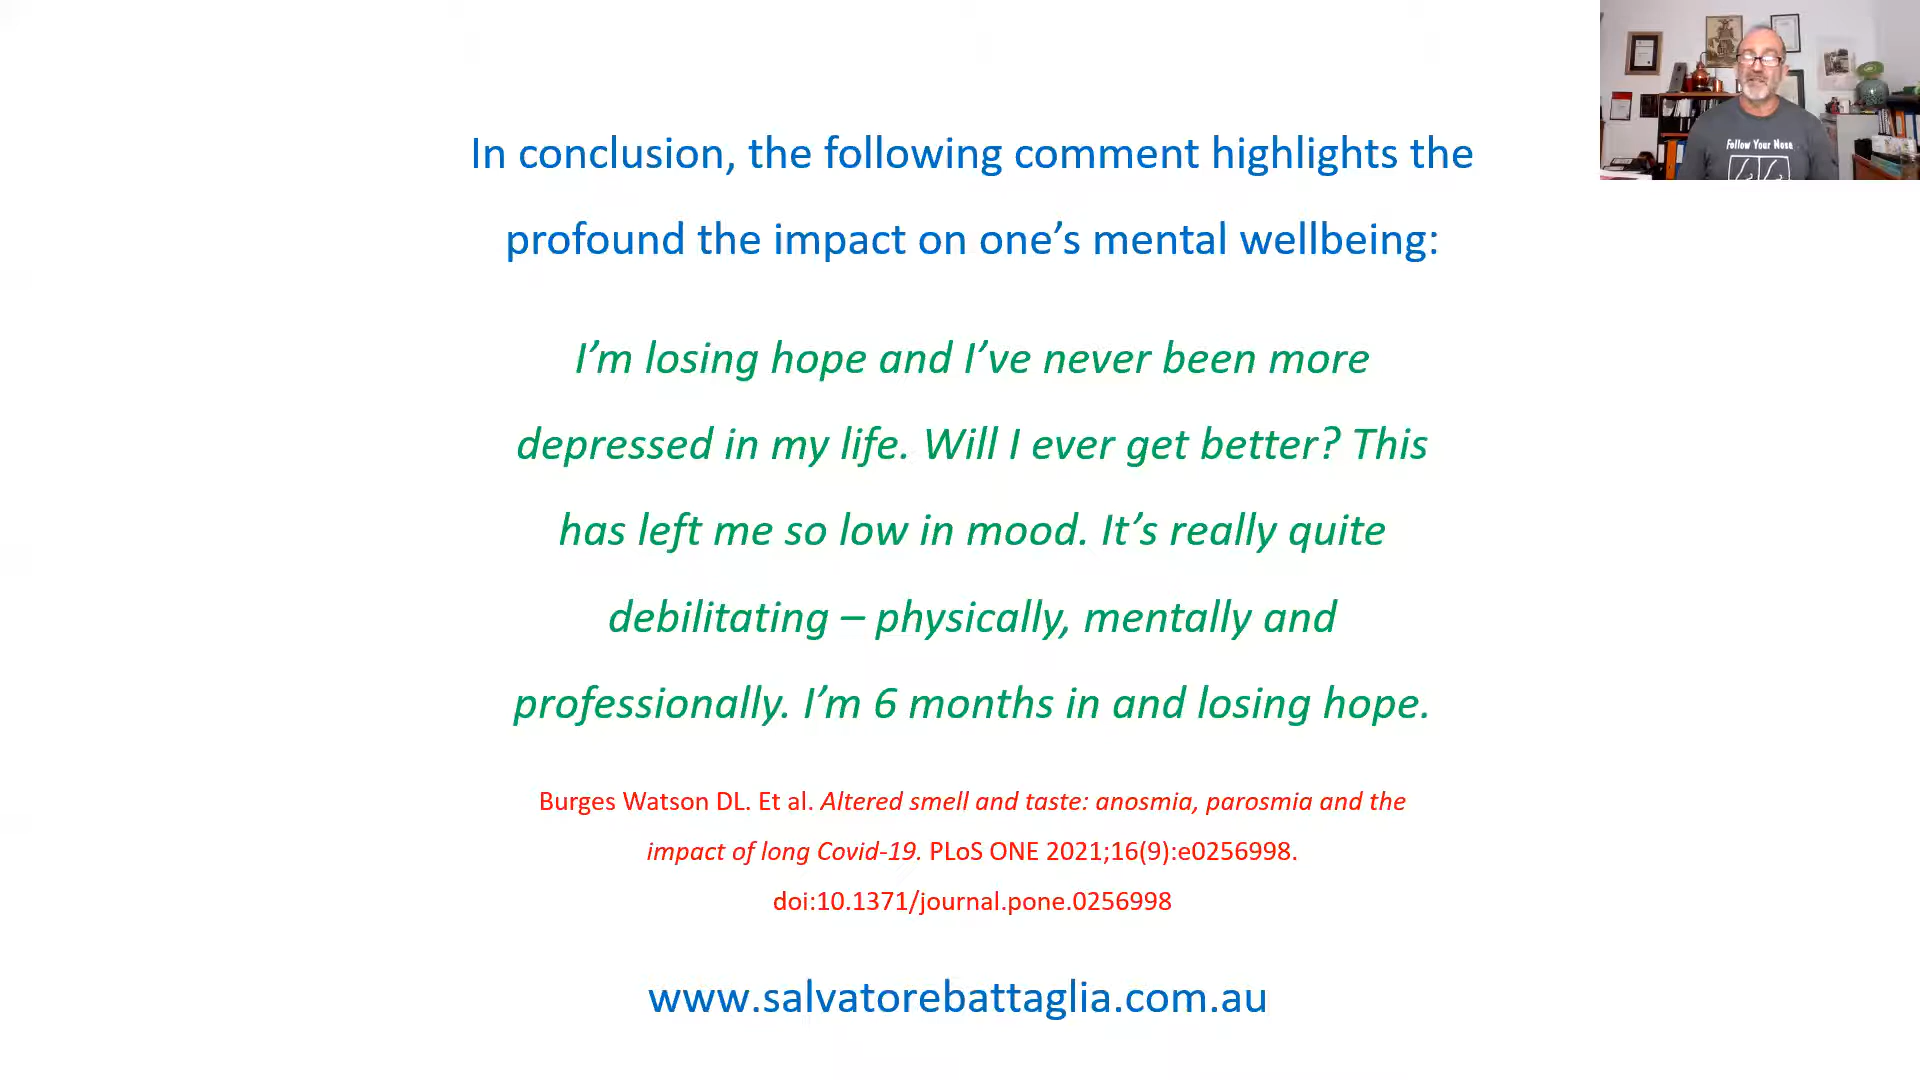 In conclusion, the following comment highlights the
profound the impact on one’s mental wellbeing:
I’m losing hope and I’ve never been more
depressed in my life. Will I ever get better? This
has left me so low in mood. It’s really quite
debilitating – physically, mentally and
professionally. I’m 6 months in and losing hope.
Burges Watson DL. Et al. Altered smell and taste: anosmia, parosmia and the
impact of long Covid-19. PLoS ONE 2021;16(9):e0256998.
doi:10.1371/journal.pone.0256998
www.salvatorebattaglia.com.au
Follow Your Nose